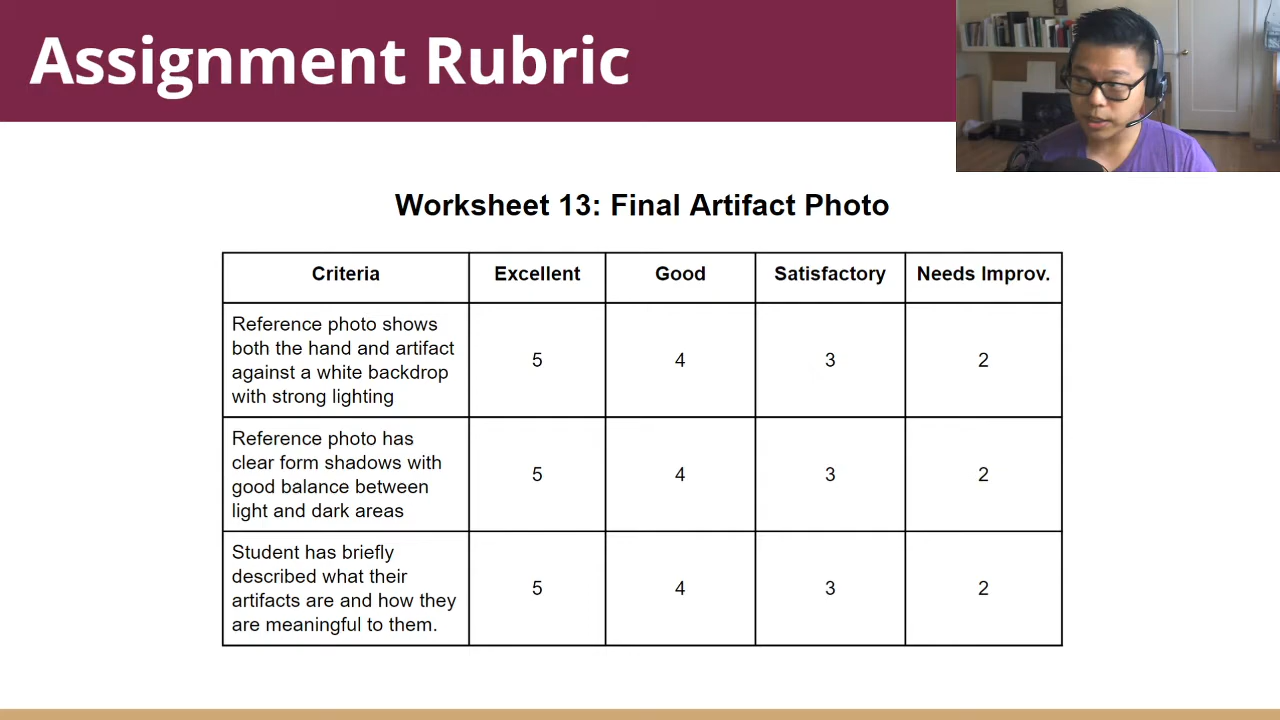 Assignment Rubric
Worksheet 13: Final Artifact Photo
Criteria Excellent Good Satisfactory Needs Improv.
Reference photo shows
both the hand and artifact
against a white backdrop
with strong lighting
5 4 3 2
Reference photo has
clear form shadows with
good balance between
light and dark areas
5 4 3 2
Student has briefly
described what their
artifacts are and how they
are meaningful to them.
5 4 3 2